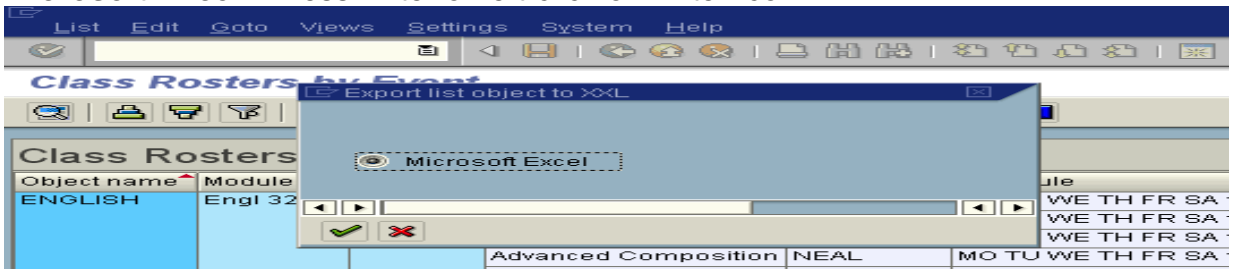 List Edit Goto Views Settings System Help
Class Rosters by Event
Export list object to XXL
Microsoft Excel
Class Rosters
Object name Module
ENGLISH Engl 32 WE TH FR SA
WE TH FR SA
WE TH FR SA
Advanced Composition NEAL MO TU WE TH FR SA